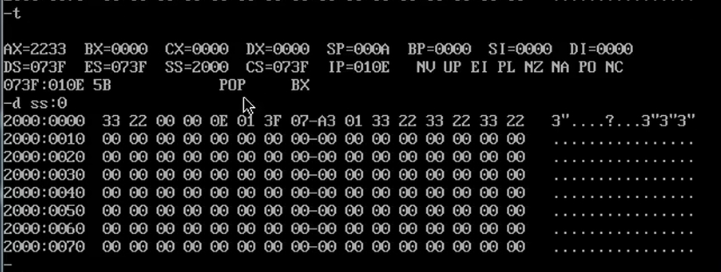 -t
AX=2233  BX=0000  CX=0000  DX=0000  SP=000A  BP=0000  SI=0000  DI=0000
DS=073F  ES=073F  SS=2000  CS=073F  IP=010E   NV UP EI PL NZ NA PO NC
073F:010E 5B            POP     BX
-d ss:0
2000:0000  33 22 00 00 0E 01 3F 07-A3 01 33 22 33 22 33 22   3"....?...3"3"3"
2000:0010  00 00 00 00 00 00 00 00-00 00 00 00 00 00 00 00   ................
2000:0020  00 00 00 00 00 00 00 00-00 00 00 00 00 00 00 00   ................
2000:0030  00 00 00 00 00 00 00 00-00 00 00 00 00 00 00 00   ................
2000:0040  00 00 00 00 00 00 00 00-00 00 00 00 00 00 00 00   ................
2000:0050  00 00 00 00 00 00 00 00-00 00 00 00 00 00 00 00   ................
2000:0060  00 00 00 00 00 00 00 00-00 00 00 00 00 00 00 00   ................
2000:0070  00 00 00 00 00 00 00 00-00 00 00 00 00 00 00 00   ................
-